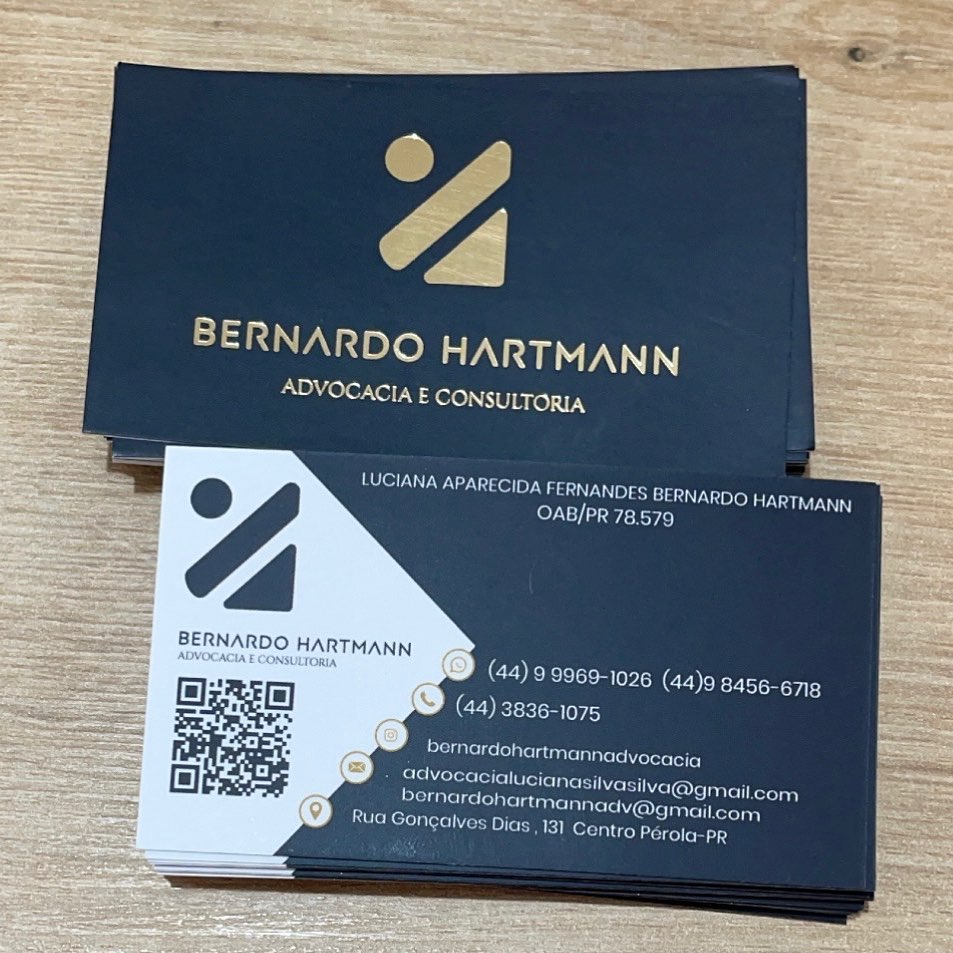 BERNARDO HARTMANN
ADVOCACIA E CONSULTORIA
LUCIANA APARECIDA FERNANDES BERNARDO HARTMANN
OAB/PR 78.579
BERNARDO HARTMANN
ADVOCACIA E CONSULTORIA
(44) 9 9969-1026 (44)9 8456-6718
(44) 3836-1075
bernardohartmannadvocacia
advocacialucianasilvasilva@gmail.com
bernardohartmannadv@gmail.com
Rua Gonçalves Dias , 131 Centro Pérola-PR